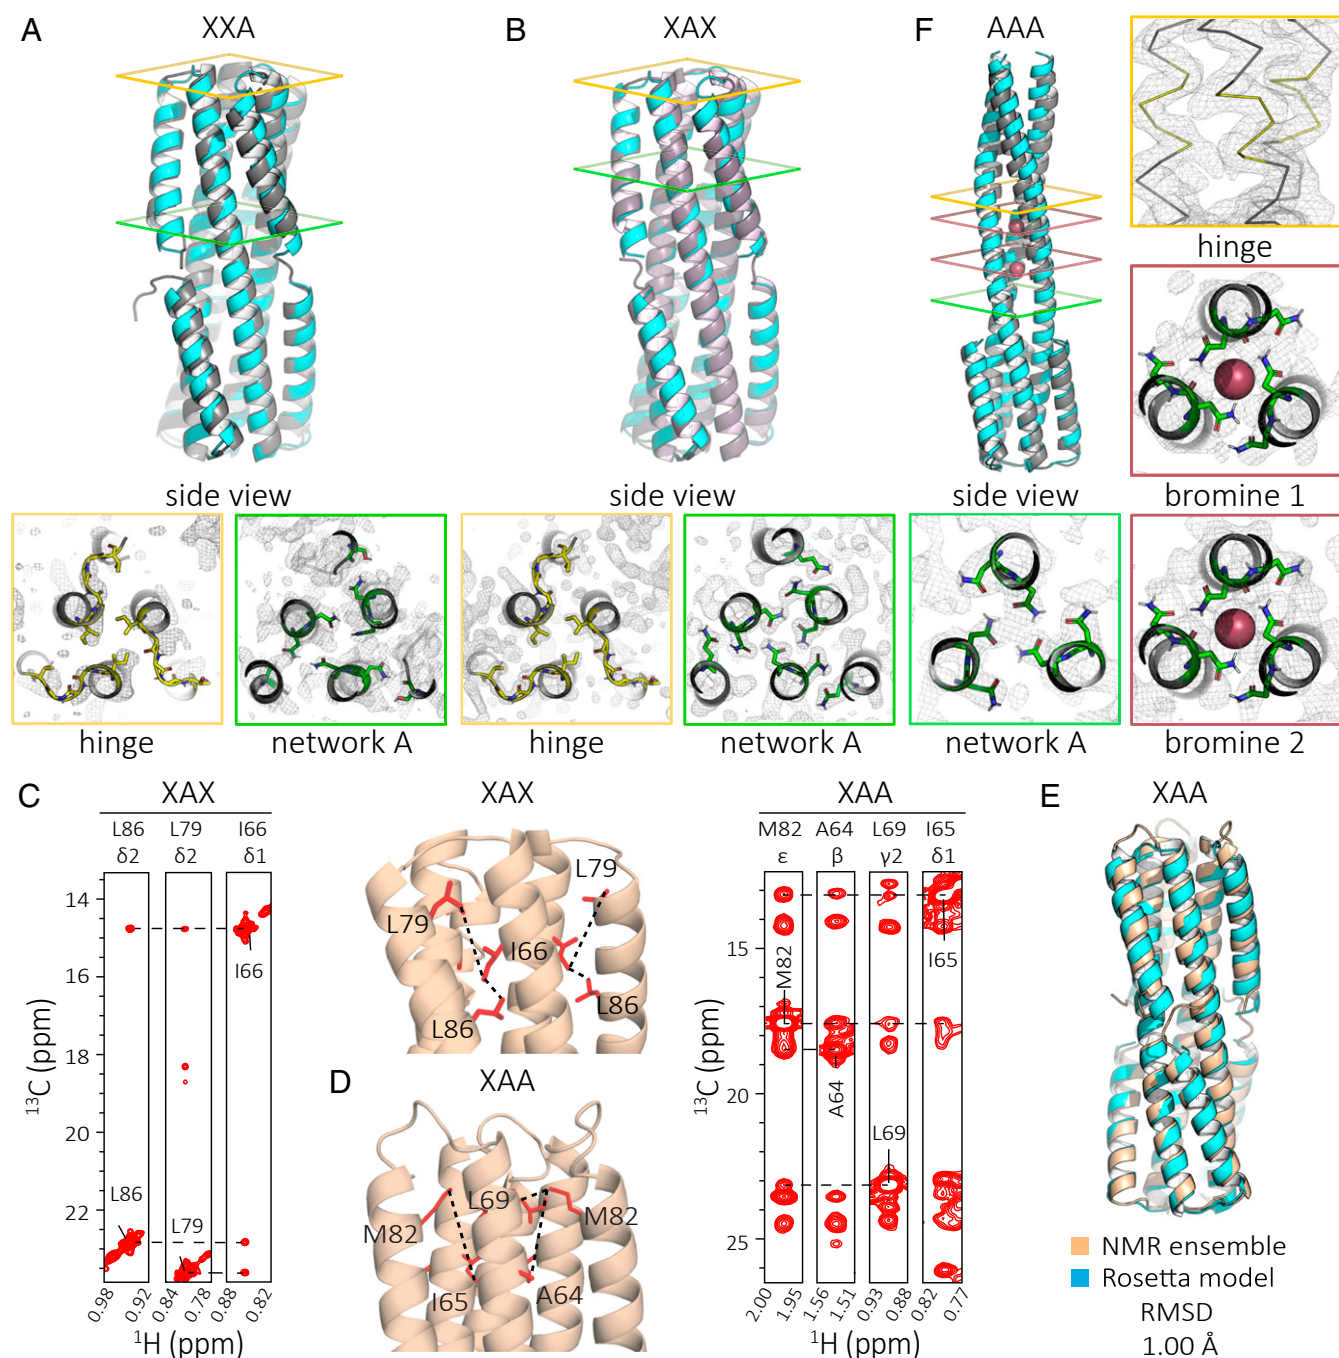 A
XXA
B
XAX
F
AAA
hinge
bromine 1
side view
side view
side view
hinge
network A
hinge
network A
network A
bromine 2
C
XAX
L86
L79
I66
δ2
δ2
δ1
14
16
18
20
22
I66
L86
L79
0.98
0.92
0.84
0.78
0.88
0.82
13C (ppm)
1H (ppm)
XAX
L79
L79
I66
L86
L86
D
XAA
L69
M82
M82
I65
A64
XAA
M82
A64
L69
I65
ε
β
γ2
δ1
15
20
25
M82
I65
A64
L69
2.00
1.95
1.56
1.51
0.93
0.88
0.82
0.77
13C (ppm)
1H (ppm)
E
XAA
NMR ensemble
Rosetta model
RMSD
1.00 Å